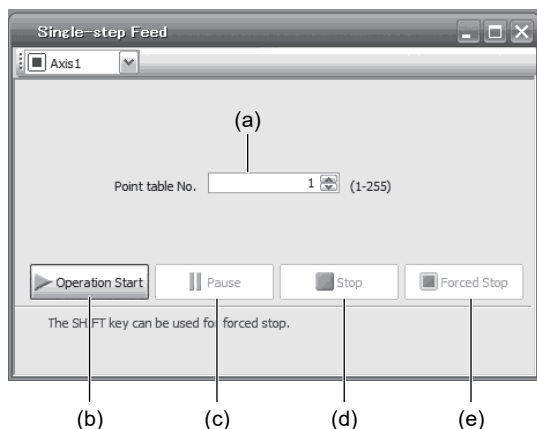 Single-step Feed
Axis1
(a)
Point table No. 1 (1-255)
Operation Start Pause Stop Forced Stop
The SHIFT key can be used for forced stop.
(b) (c) (d) (e)